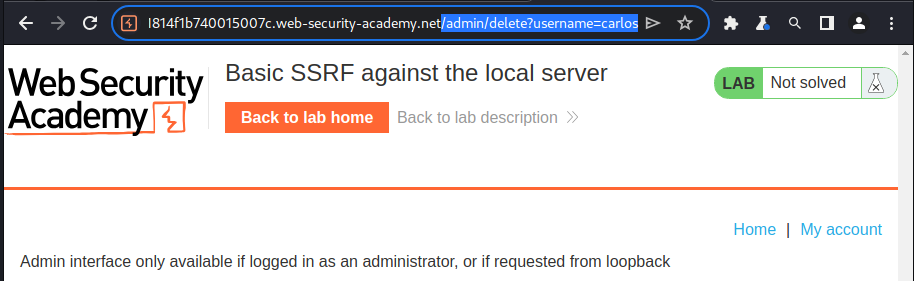 l814f1b740015007c.web-security-academy.net/admin/delete?username=carlos
Web Security
Academy
Basic SSRF against the local server
LAB Not solved
Back to lab home Back to lab description
Home | My account
Admin interface only available if logged in as an administrator, or if requested from loopback